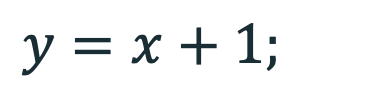 y = x + 1;